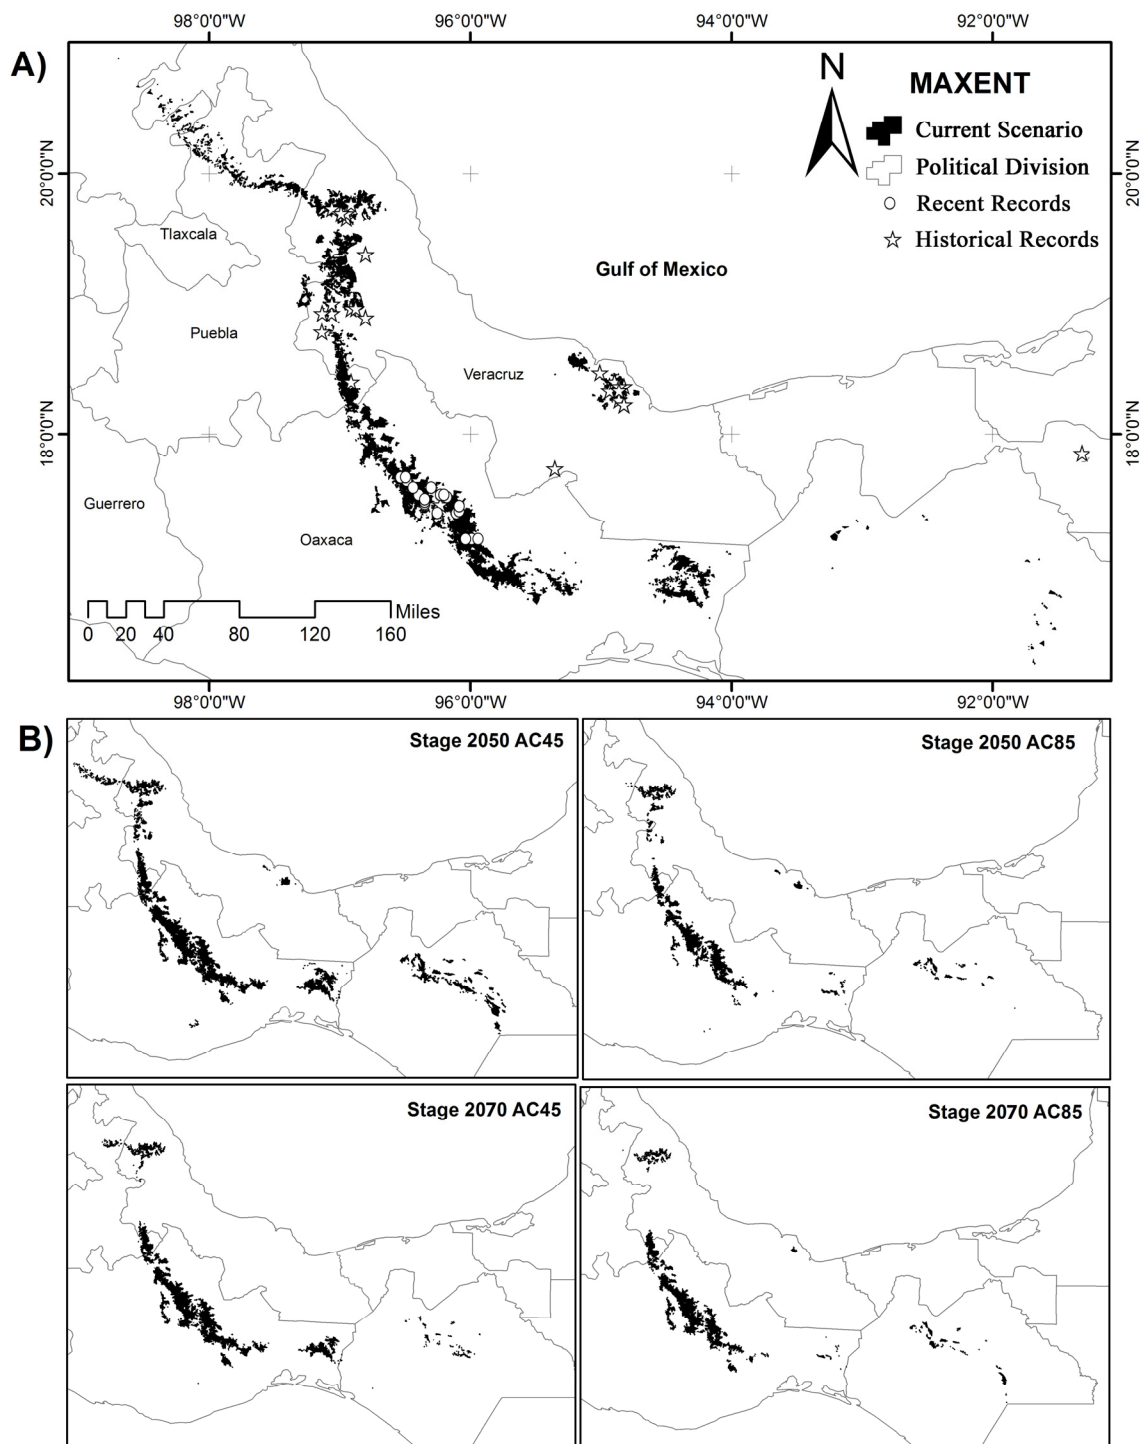 98°0'0"W 96°0'0"W 94°0'0"W 92°0'0"W
A)
N
MAXENT
Current Scenario
Political Division
Recent Records
Historical Records
20°0'0"N
20°0'0"N
Tlaxcala
Gulf of Mexico
Puebla
Veracruz
18°0'0"N
18°0'0"N
Guerrero
Oaxaca
Miles
0 20 40 80 120 160
98°0'0"W 96°0'0"W 94°0'0"W 92°0'0"W
B)
Stage 2050 AC45
Stage 2050 AC85
Stage 2070 AC45
Stage 2070 AC85